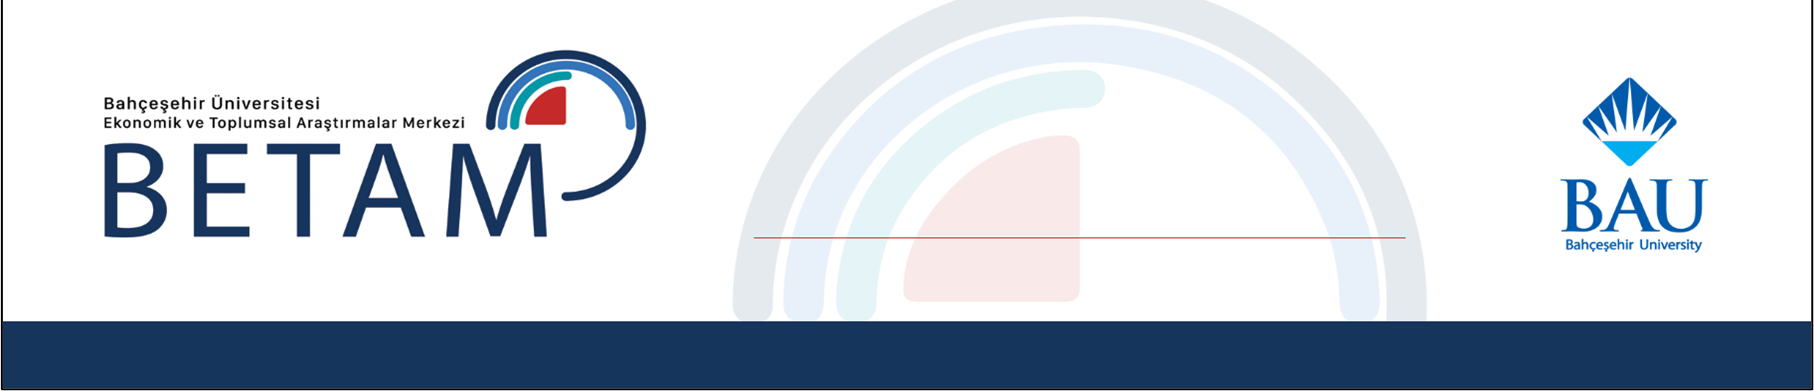 Bahçeşehir Üniversitesi
Ekonomik ve Toplumsal Araştırmalar Merkezi
BETAM
BAU
Bahçeşehir University